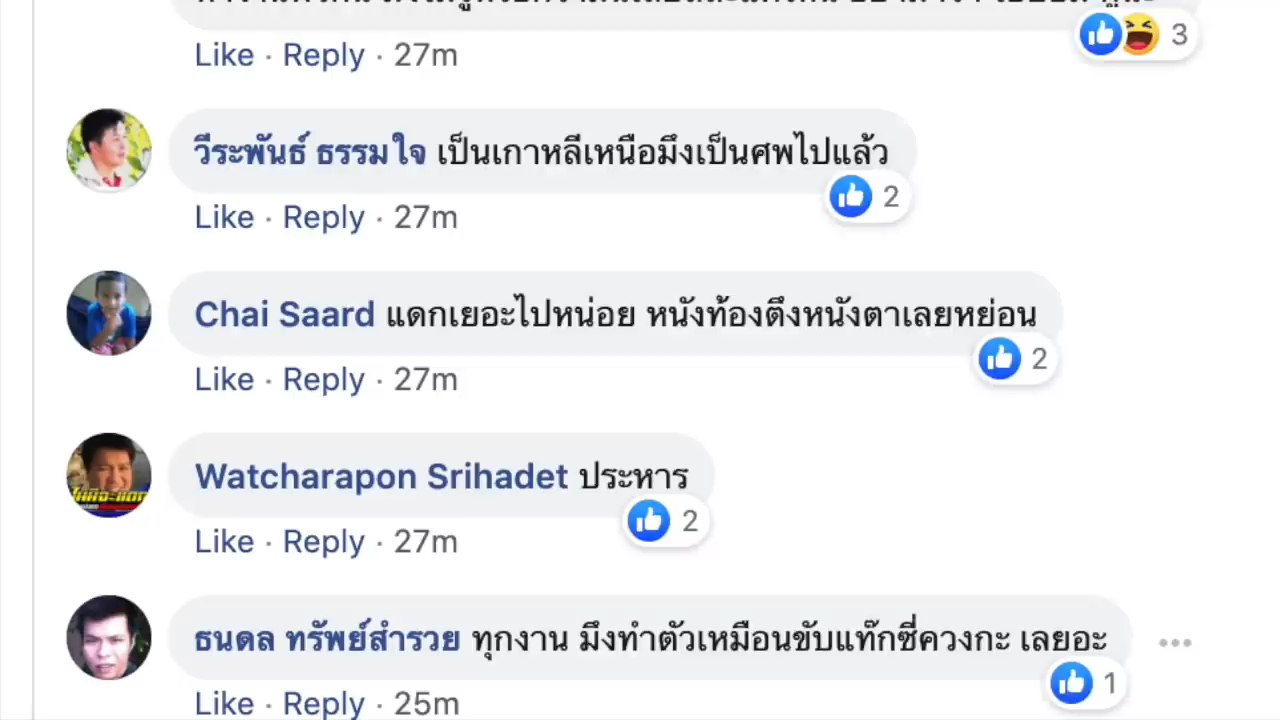 Like · Reply · 27m
3
วีระพันธ์ ธรรมใจ เป็นเกาหลีเหนือมึงเป็นศพไปแล้ว
2
Like · Reply · 27m
Chai Saard แดกเยอะไปหน่อย หนังท้องตึงหนังตาเลยหย่อน
2
Like · Reply · 27m
Watcharapon Srihadet ประหาร
2
Like · Reply · 27m
ธนดล ทรัพย์สำรวย ทุกงาน มึงทำตัวเหมือนขับแท๊กซี่ควงกะ เลยอะ
1
Like · Reply · 25m